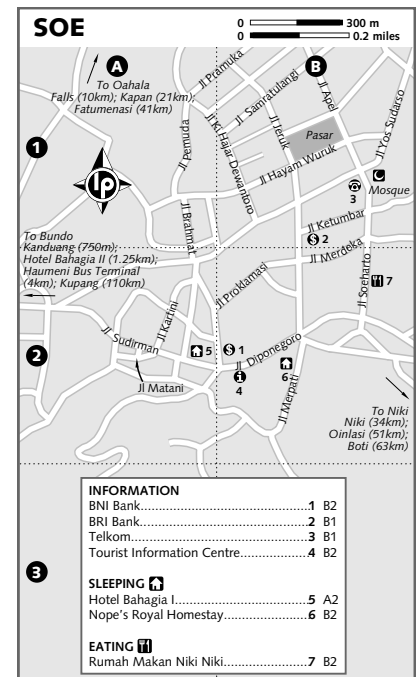 SOE
0 300 m
0 0.2 miles
A
B
To Oahala
Falls (10km); Kapan (21km);
Fatumenasi (41km)
Jl Pramuka
Jl Samratulangi
Jl Apel
Jl Yos Sudarso
1
lp
Jl Pemuda
Jl Ki Hajar Dewantoro
Jl Jeruk
Pasar
Jl Hayam Wuruk
3
Mosque
Jl Brahmat
Jl Ketumbar
$ 2
To Bundo
Kanduang (750m);
Hotel Bahagia II (1.25km);
Haumeni Bus Terminal
(4km); Kupang (110km)
Jl Merdeka
Jl Proklamasi
Jl Soeharto
7
Jl Kartini
Jl Sudirman
2
5
$ 1
Jl Diponegoro
4
6
Jl Matani
Jl Merpati
To Niki
Niki (34km);
Oinlasi (51km);
Boti (63km)
3
INFORMATION
BNI Bank 1 B2
BRI Bank 2 B1
Telkom 3 B1
Tourist Information Centre 4 B2
SLEEPING
Hotel Bahagia I 5 A2
Nope's Royal Homestay 6 B2
EATING
Rumah Makan Niki Niki 7 B2